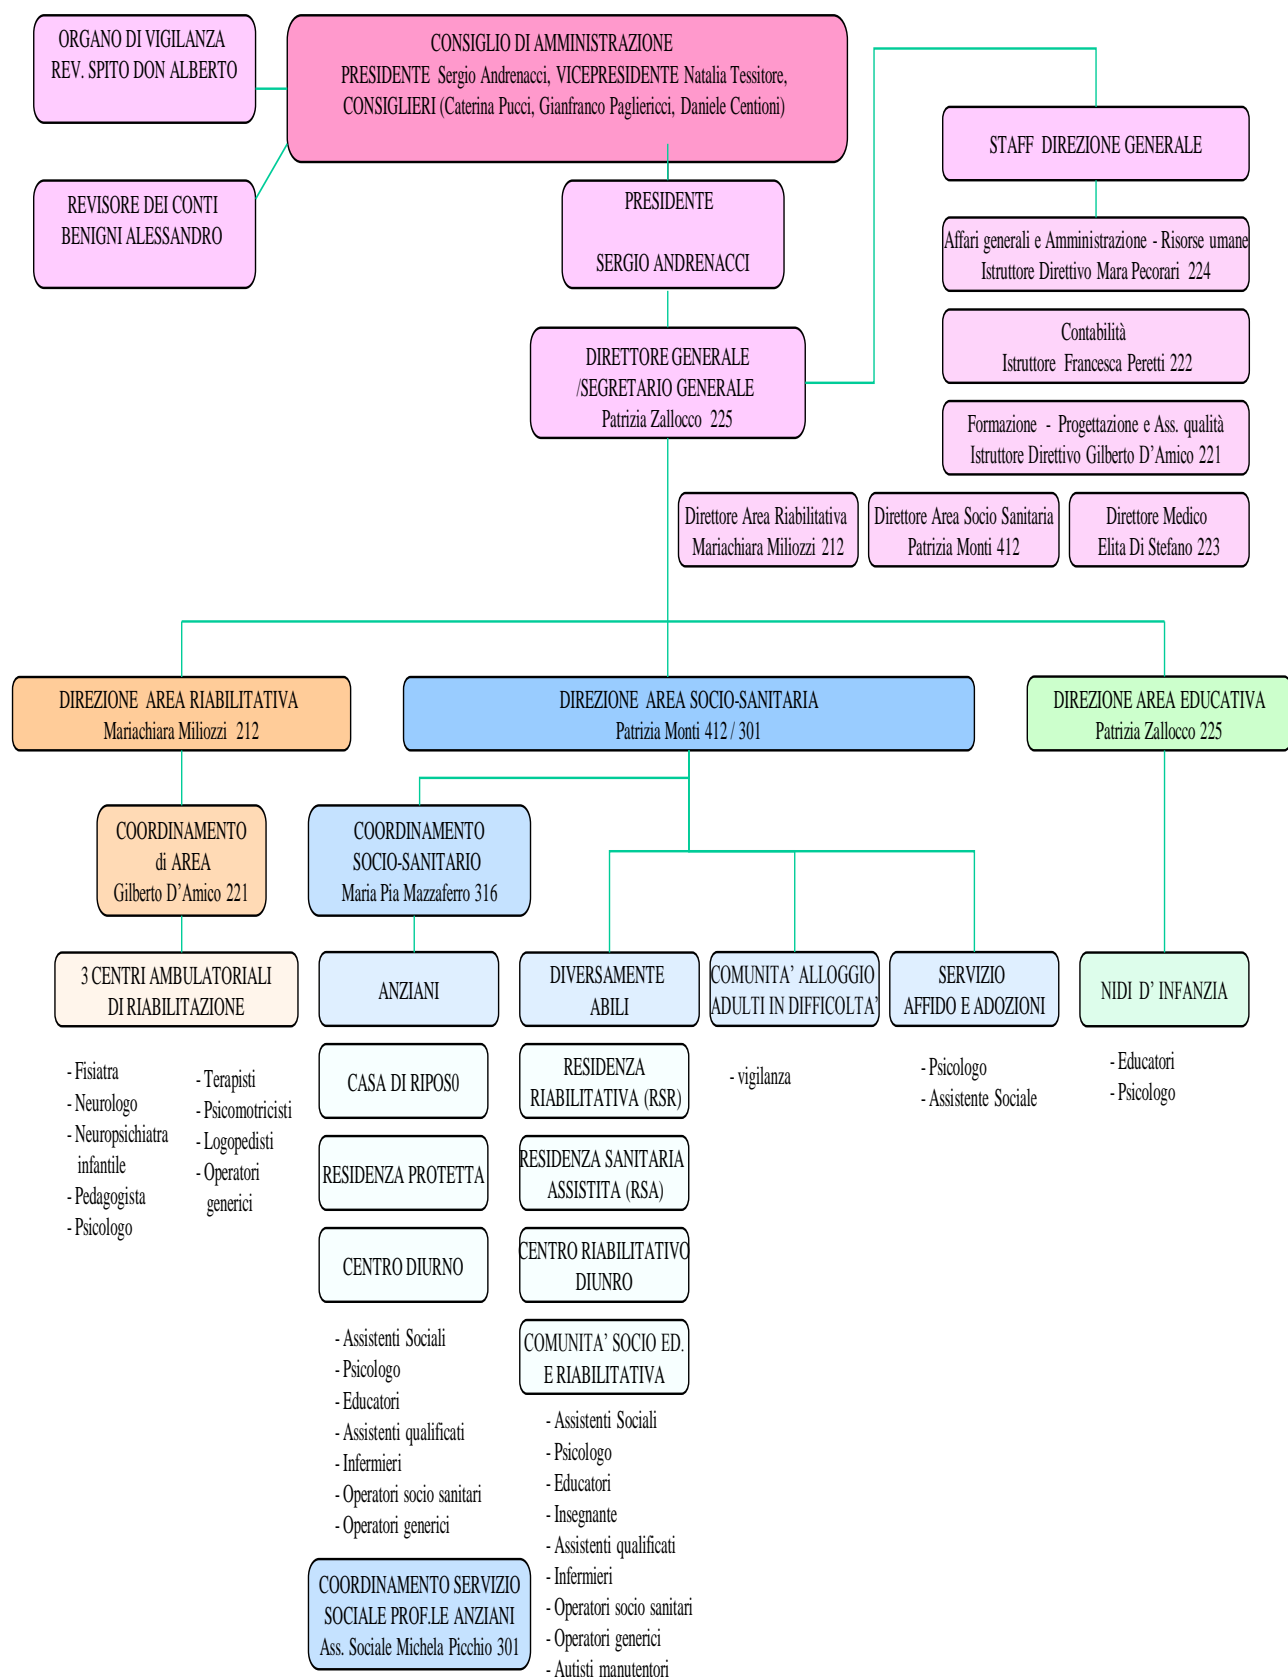 ORGANO DI VIGILANZA
REV. SPITO DON ALBERTO
CONSIGLIO DI AMMINISTRAZIONE
PRESIDENTE Sergio Andrenacci, VICEPRESIDENTE Natalia Tessitore,
CONSIGLIERI (Caterina Pucci, Gianfranco Pagliericci, Daniele Centioni)
REVISORE DEI CONTI
BENIGNI ALESSANDRO
PRESIDENTE
SERGIO ANDRENACCI
STAFF DIREZIONE GENERALE
Affari generali e Amministrazione - Risorse umane
Istruttore Direttivo Mara Pecorari 224
Contabilità
Istruttore Francesca Peretti 222
DIRETTORE GENERALE
/SEGRETARIO GENERALE
Patrizia Zallocco 225
Formazione - Progettazione e Ass. qualità
Istruttore Direttivo Gilberto D'Amico 221
Direttore Area Riabilitativa
Mariachiara Miliozzi 212
Direttore Area Socio Sanitaria
Patrizia Monti 412
Direttore Medico
Elita Di Stefano 223
DIREZIONE AREA RIABILITATIVA
Mariachiara Miliozzi 212
DIREZIONE AREA SOCIO-SANITARIA
Patrizia Monti 412 / 301
DIREZIONE AREA EDUCATIVA
Patrizia Zallocco 225
COORDINAMENTO
di AREA
Gilberto D'Amico 221
COORDINAMENTO
SOCIO-SANITARIO
Maria Pia Mazzaferro 316
3 CENTRI AMBULATORIALI
DI RIABILITAZIONE
- Fisiatra
- Neurologo
- Neuropsichiatra
infantile
- Pedagogista
- Psicologo
- Terapisti
- Psicomotricisti
- Logopedisti
- Operatori
generici
ANZIANI
CASA DI RIPOS0
RESIDENZA PROTETTA
CENTRO DIURNO
- Assistenti Sociali
- Psicologo
- Educatori
- Assistenti qualificati
- Infermieri
- Operatori socio sanitari
- Operatori generici
COORDINAMENTO SERVIZIO
SOCIALE PROF.LE ANZIANI
Ass. Sociale Michela Picchio 301
DIVERSAMENTE
ABILI
RESIDENZA
RIABILITATIVA (RSR)
RESIDENZA SANITARIA
ASSISTITA (RSA)
CENTRO RIABILITATIVO
DIUNRO
COMUNITA' SOCIO ED.
E RIABILITATIVA
- Assistenti Sociali
- Psicologo
- Educatori
- Insegnante
- Assistenti qualificati
- Infermieri
- Operatori socio sanitari
- Operatori generici
- Autisti manutentori
COMUNITA' ALLOGGIO
ADULTI IN DIFFICOLTA'
- vigilanza
SERVIZIO
AFFIDO E ADOZIONI
- Psicologo
- Assistente Sociale
NIDI D' INFANZIA
- Educatori
- Psicologo